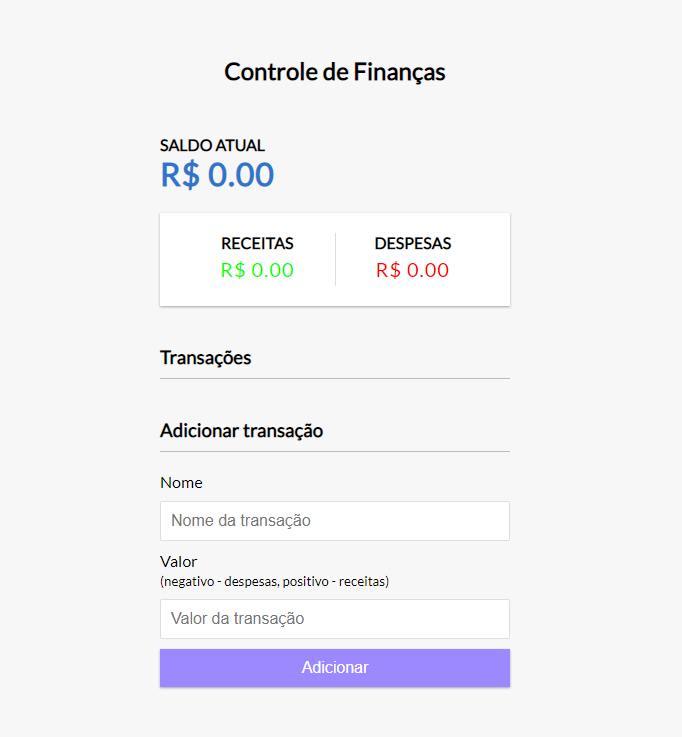 Controle de Finanças
SALDO ATUAL
R$ 0.00
RECEITAS
DESPESAS
R$ 0.00
R$ 0.00
Transações
Adicionar transação
Nome
Nome da transação
Valor
(negativo - despesas, positivo - receitas)
Valor da transação
Adicionar